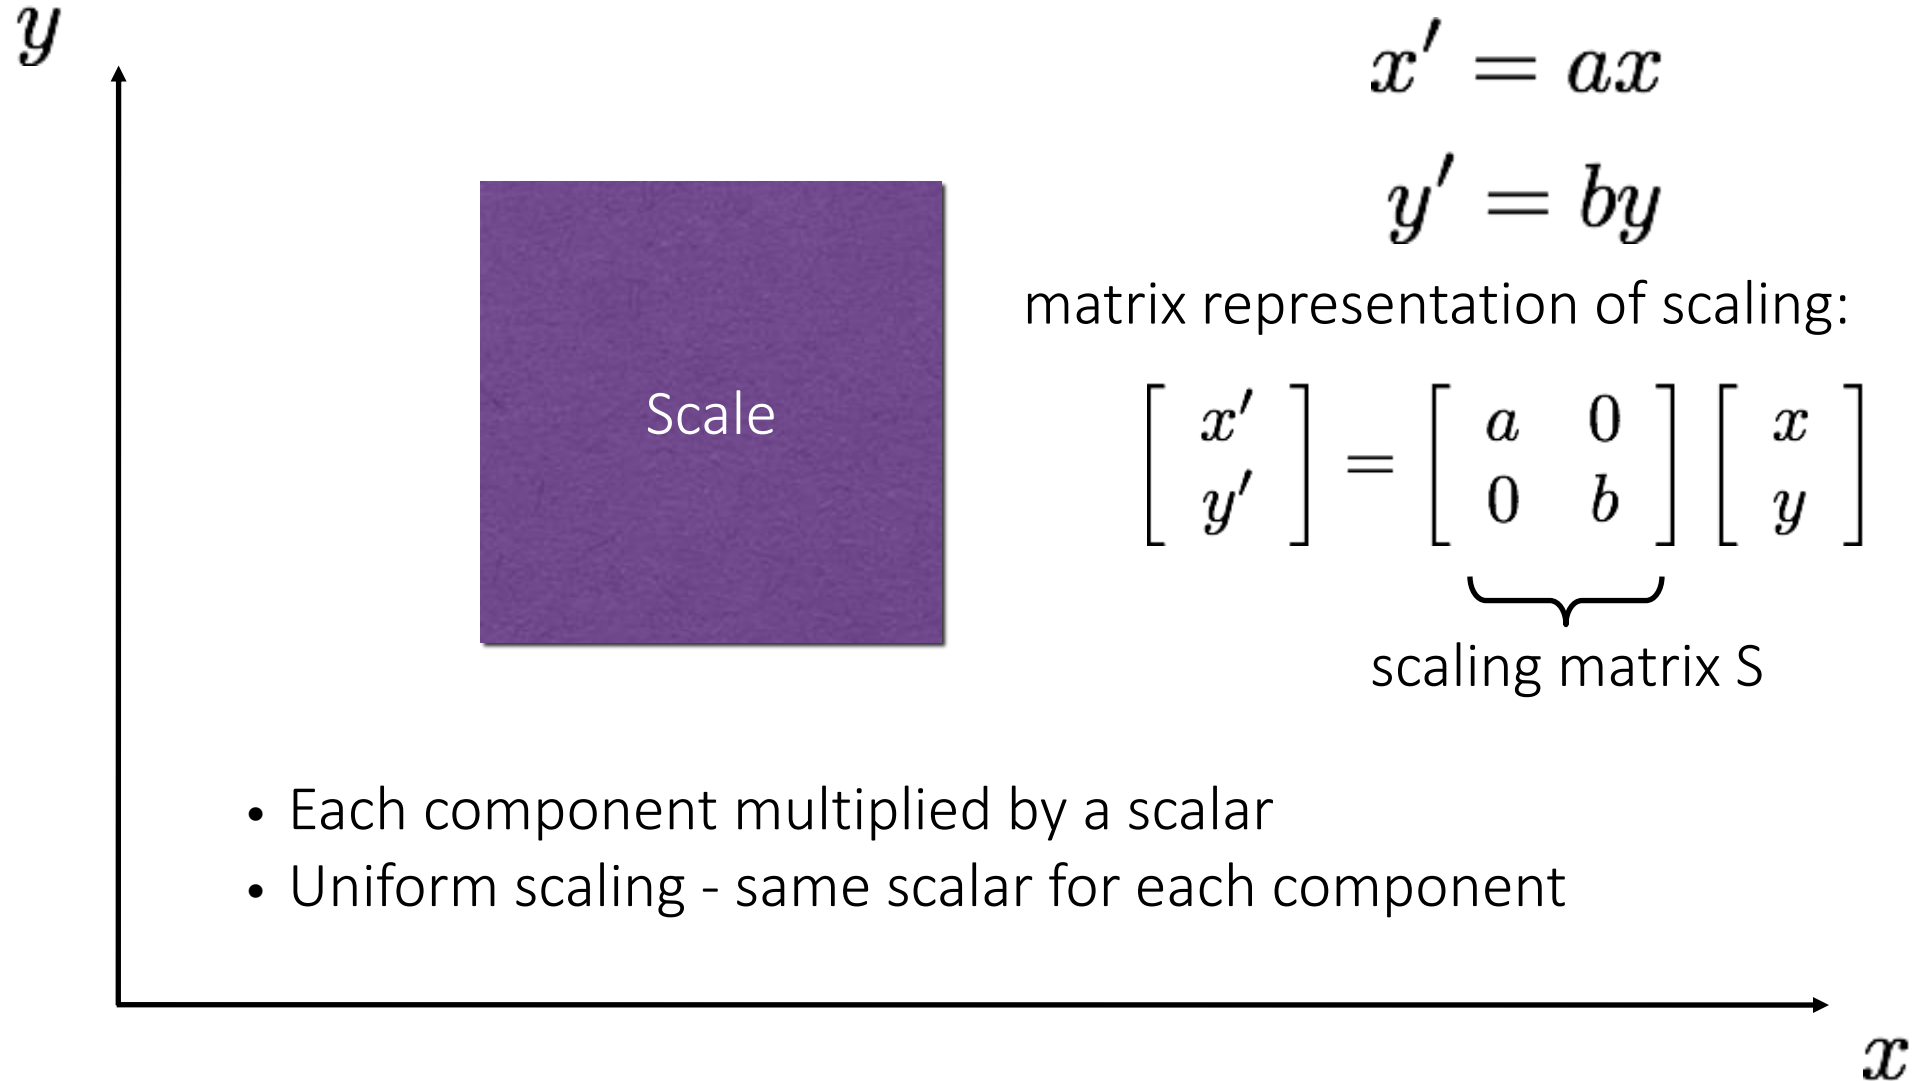 y
x′ = ax
y′ = by
matrix representation of scaling:
Scale
[ x′ ; y′ ] = [ a 0 ; 0 b ] [ x ; y ]
scaling matrix S
• Each component multiplied by a scalar
• Uniform scaling - same scalar for each component
x